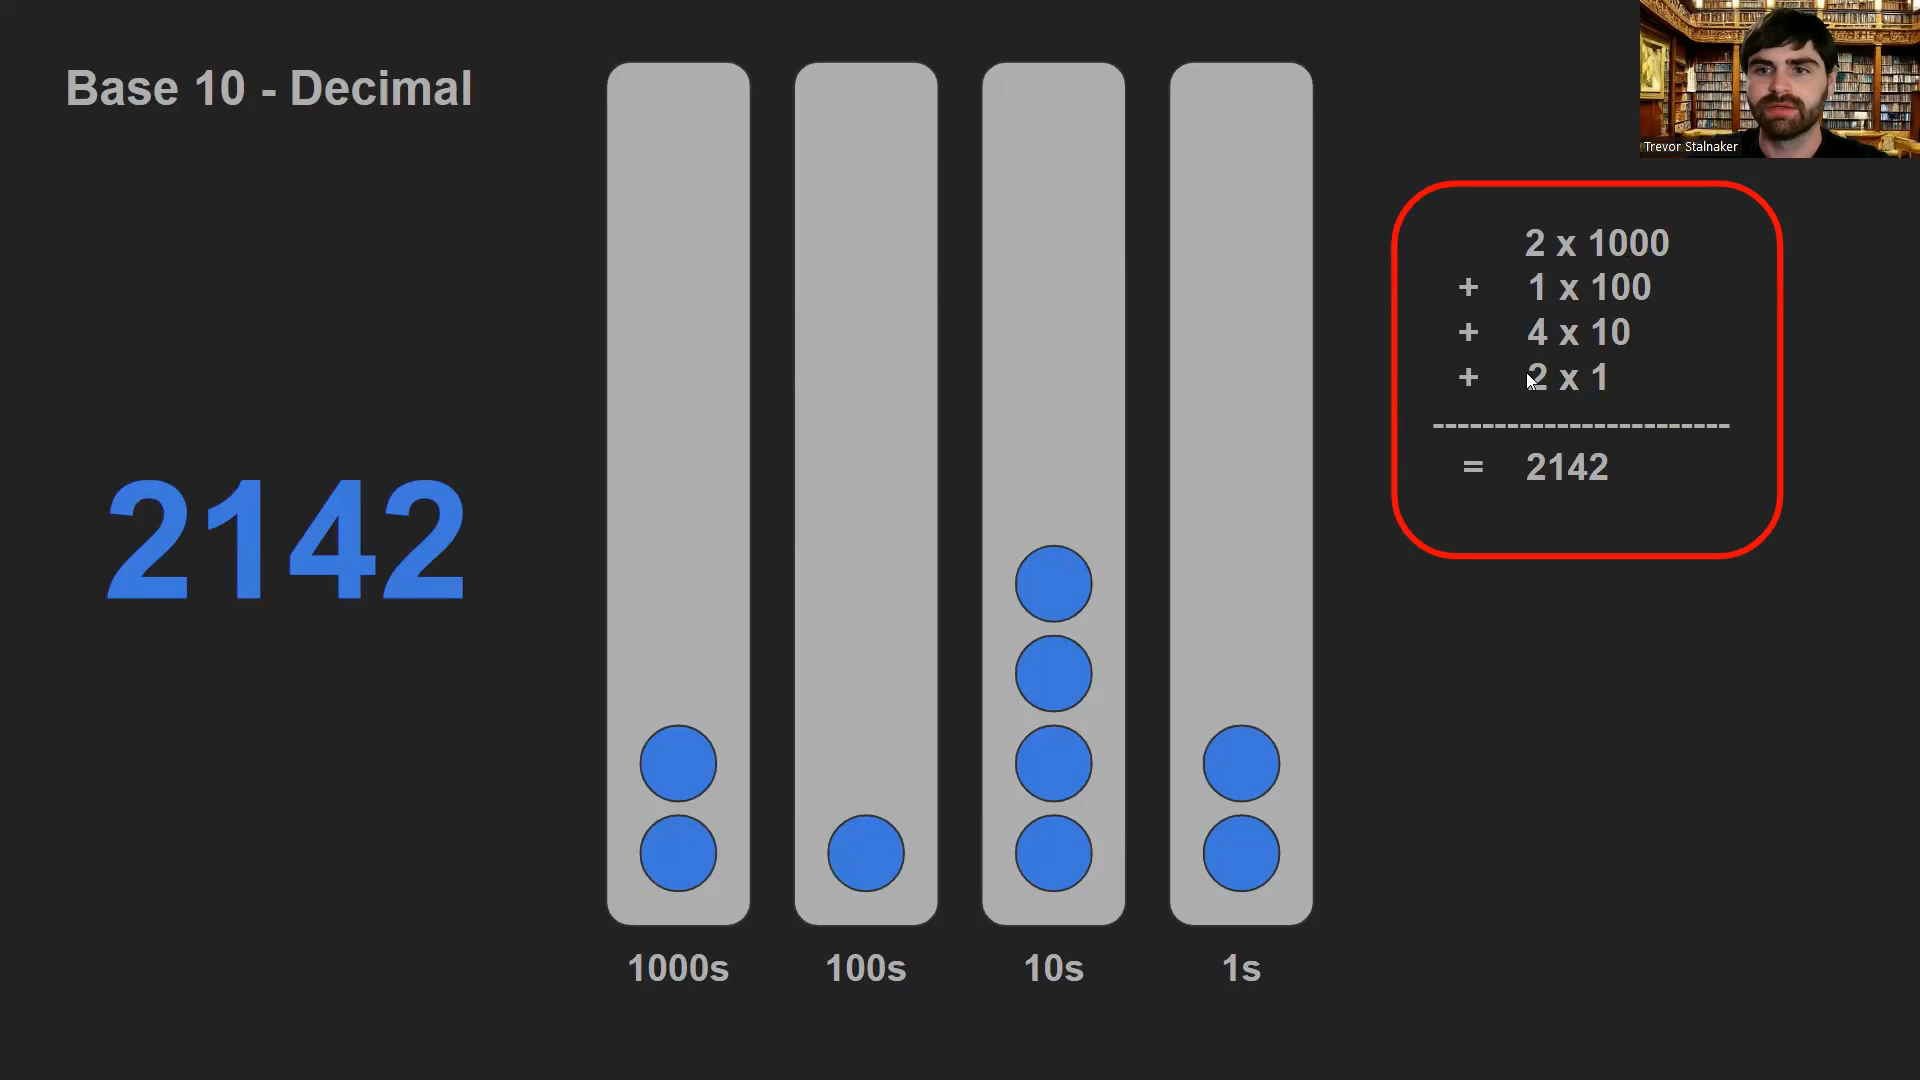 Base 10 - Decimal
Trevor Stalnaker
2 x 1000
+ 1 x 100
+ 4 x 10
+ 2 x 1
------------------------
= 2142
2142
1000s 100s 10s 1s